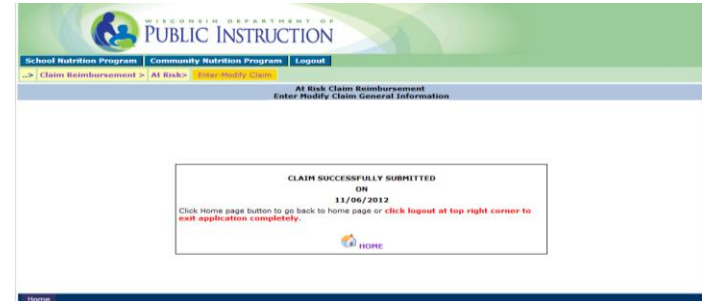 WISCONSIN DEPARTMENT OF
PUBLIC INSTRUCTION
School Nutrition Program Community Nutrition Program Logout
..> Claim Reimbursement > At Risk> Enter-Modify Claim
At Risk Claim Reimbursement
Enter Modify Claim General Information
CLAIM SUCCESSFULLY SUBMITTED
ON
11/06/2012
Click Home page button to go back to home page or click logout at top right corner to
exit application completely.
HOME
Home